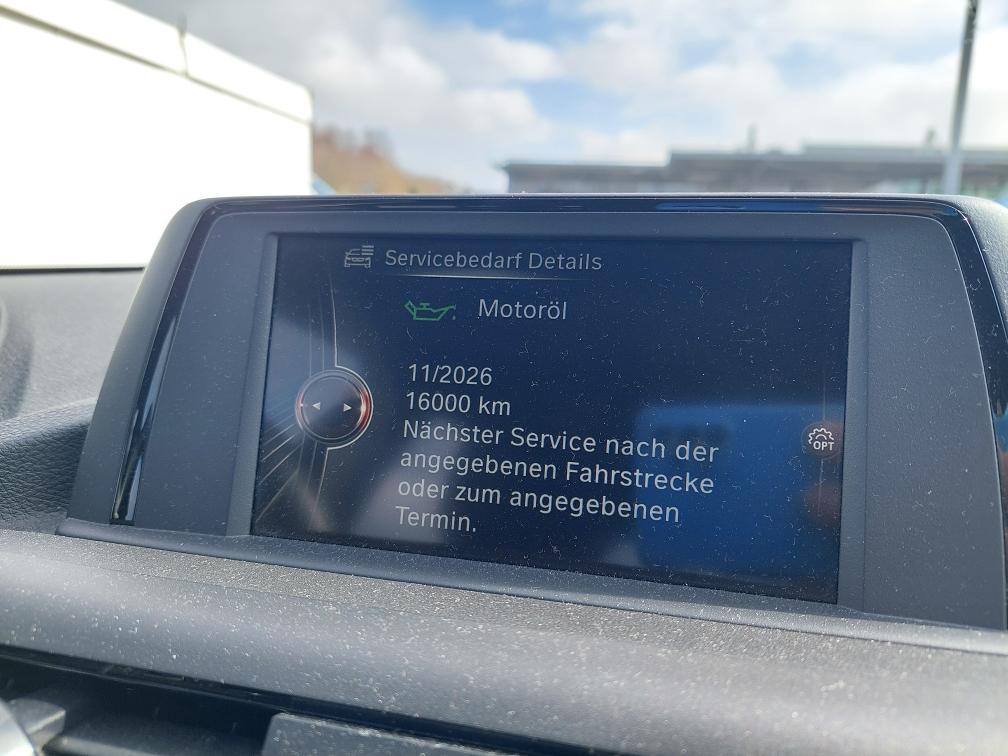 Servicebedarf Details
Motoröl
11/2026
16000 km
Nächster Service nach der
angegebenen Fahrstrecke
oder zum angegebenen
Termin.
OPT